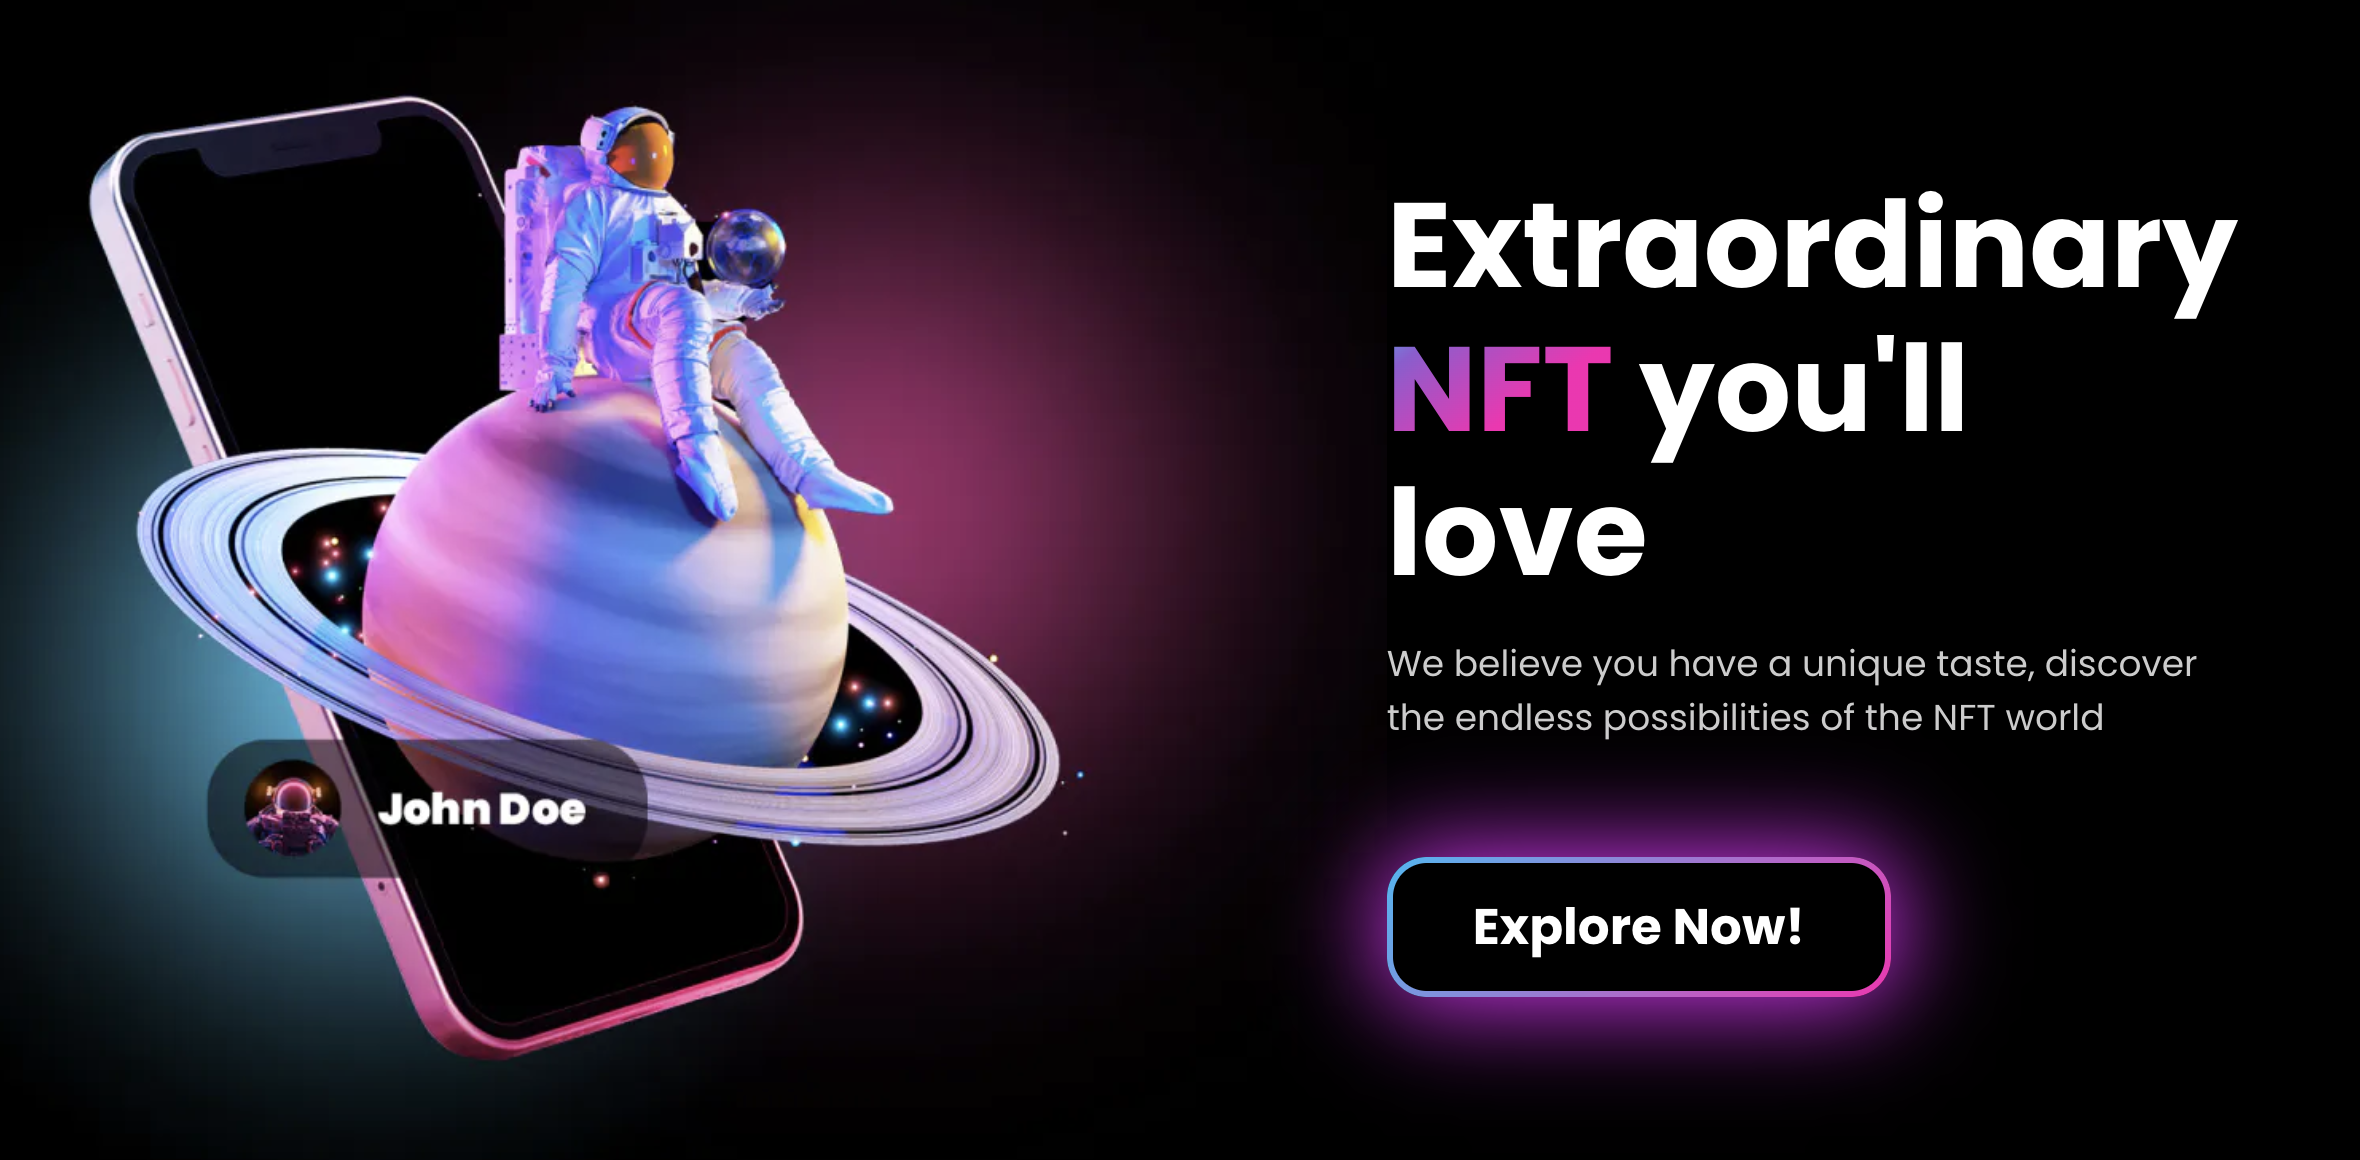 Extraordinary
NFT you'll
love
We believe you have a unique taste, discover
the endless possibilities of the NFT world
John Doe
Explore Now!